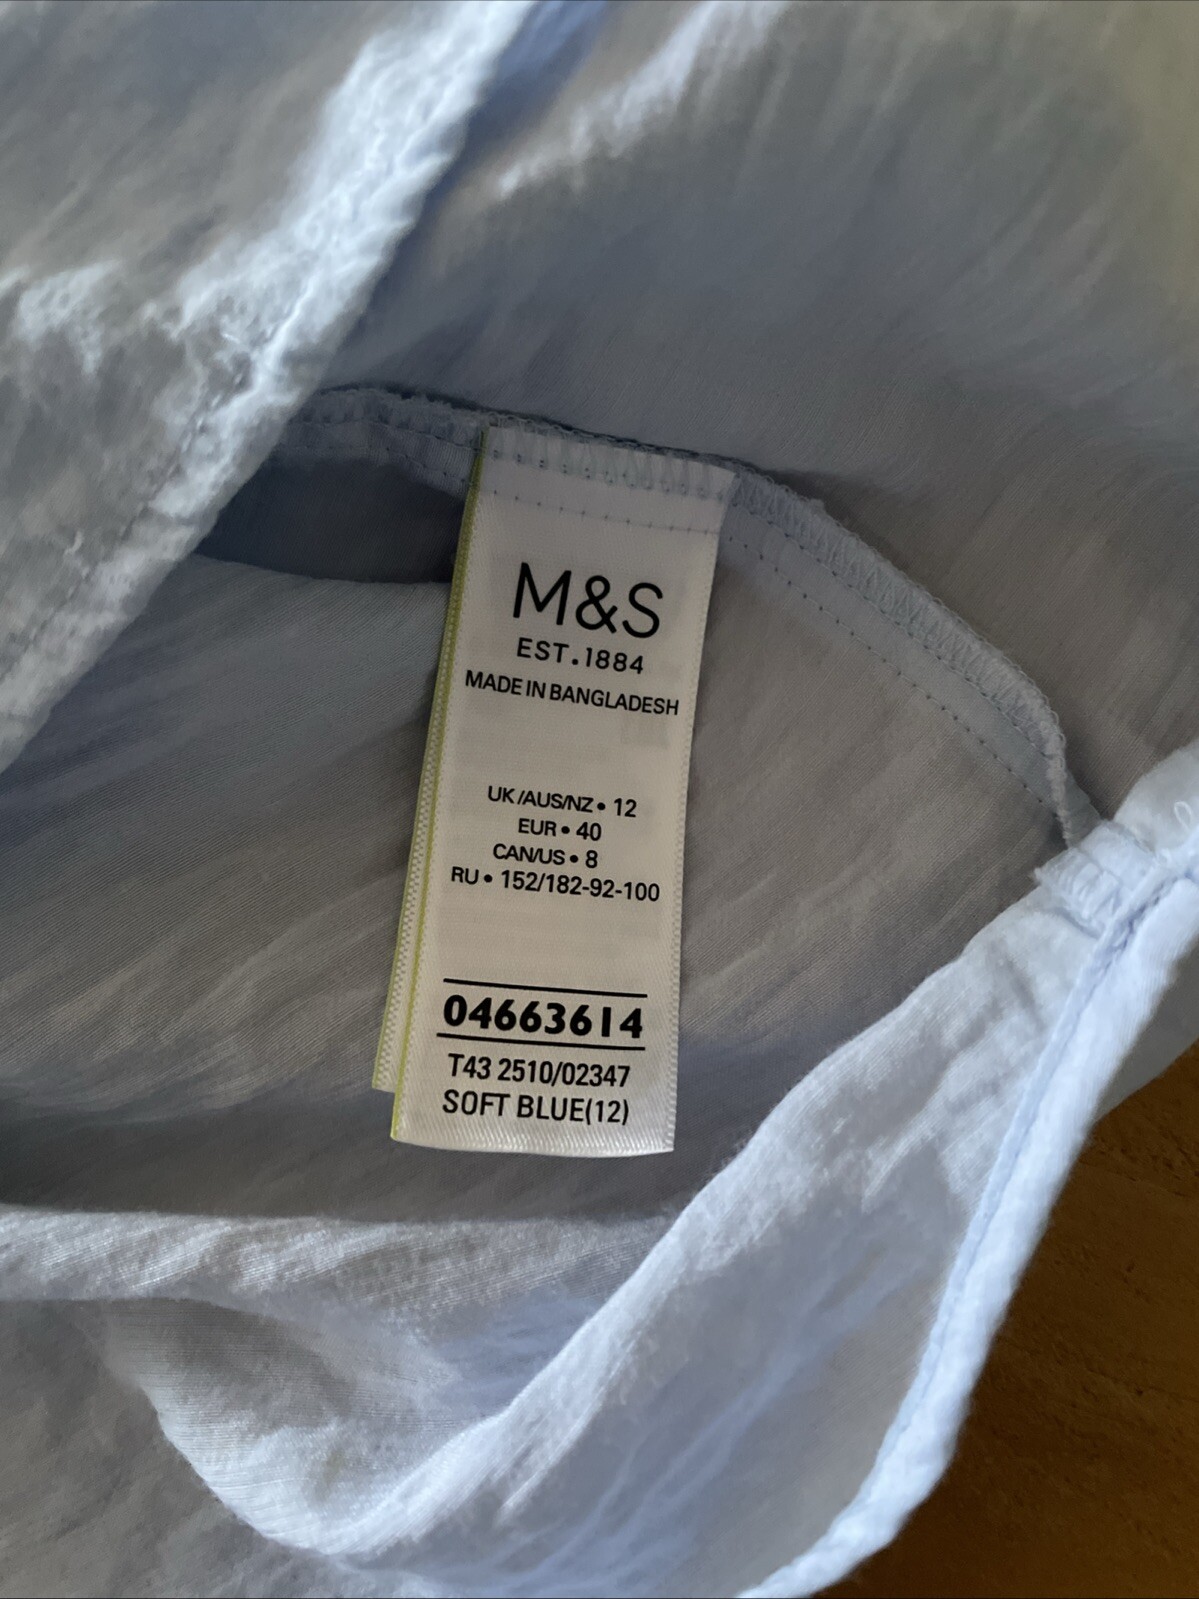 M&S
EST.1884
MADE IN BANGLADESH
UK/AUS/NZ • 12
EUR • 40
CAN/US • 8
RU • 152/182-92-100
04663614
T43 2510/02347
SOFT BLUE(12)